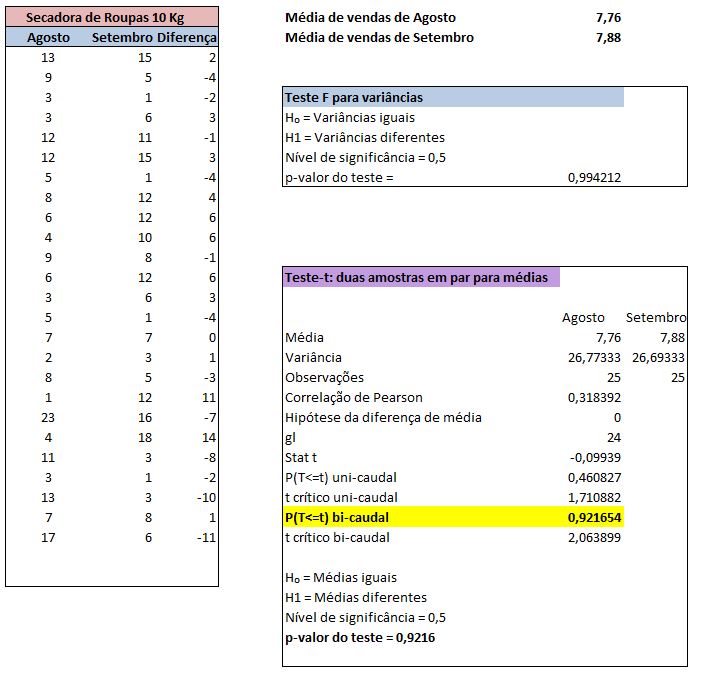 Secadora de Roupas 10 Kg
Agosto Setembro Diferença
13 15 2
9 5 -4
3 1 -2
3 6 3
12 11 -1
12 15 3
5 1 -4
8 12 4
6 12 6
4 10 6
9 8 -1
6 12 6
3 6 3
5 1 -4
7 7 0
2 3 1
8 5 -3
1 12 11
23 16 -7
4 18 14
11 3 -8
3 1 -2
13 3 -10
7 8 1
17 6 -11
Média de vendas de Agosto 7,76
Média de vendas de Setembro 7,88
Teste F para variâncias
H₀ = Variâncias iguais
H1 = Variâncias diferentes
Nível de significância = 0,5
p-valor do teste = 0,994212
Teste-t: duas amostras em par para médias
Agosto Setembro
Média 7,76 7,88
Variância 26,77333 26,69333
Observações 25 25
Correlação de Pearson 0,318392
Hipótese da diferença de média 0
gl 24
Stat t -0,09939
P(T<=t) uni-caudal 0,460827
t crítico uni-caudal 1,710882
P(T<=t) bi-caudal 0,921654
t crítico bi-caudal 2,063899
H₀ = Médias iguais
H1 = Médias diferentes
Nível de significância = 0,5
p-valor do teste = 0,9216